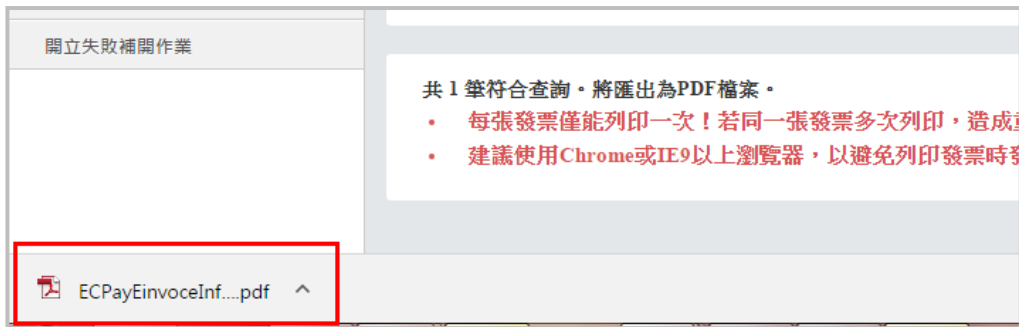 開立失敗補開作業
共 1 筆符合查詢。將匯出為PDF檔案。
• 每張發票僅能列印一次！若同一張發票多次列印，造成
• 建議使用Chrome或IE9以上瀏覽器，以避免列印發票時
ECPayEinvoceInf....pdf